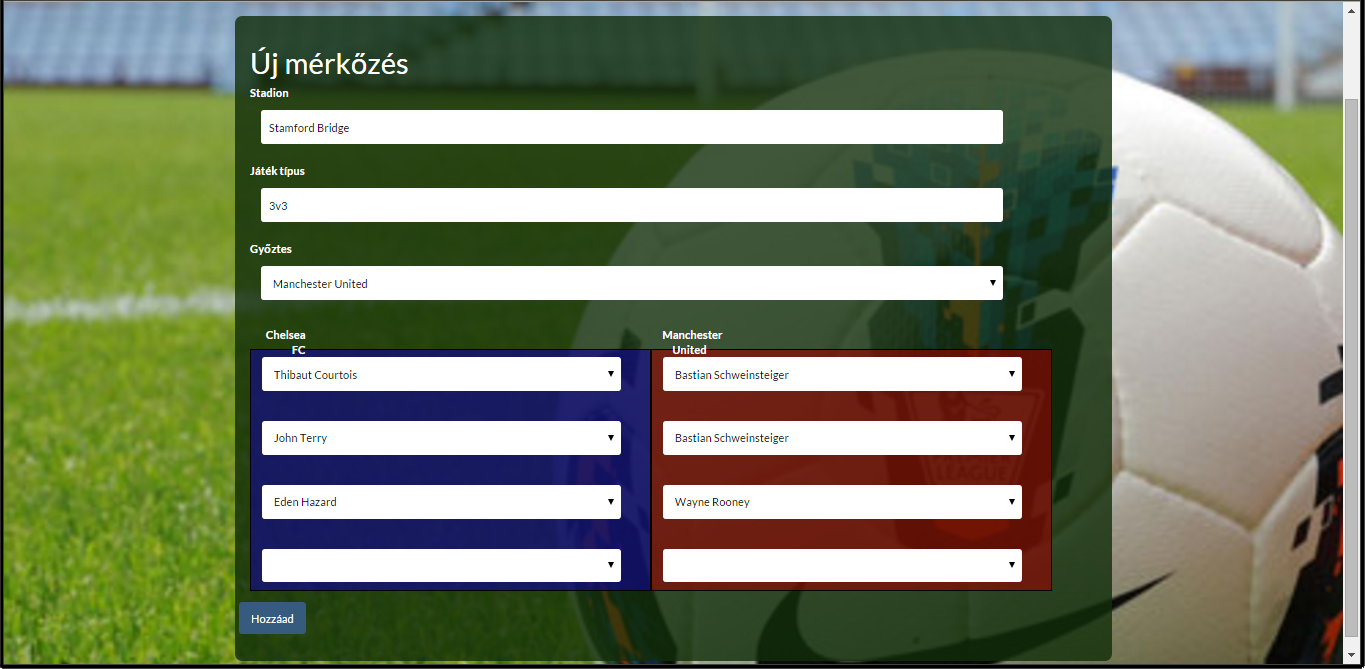 Új mérkőzés
Stadion
Stamford Bridge
Játék típus
3v3
Győztes
Manchester United
Chelsea
FC
Manchester
United
Thibaut Courtois
Bastian Schweinsteiger
John Terry
Bastian Schweinsteiger
Eden Hazard
Wayne Rooney
Hozzáad